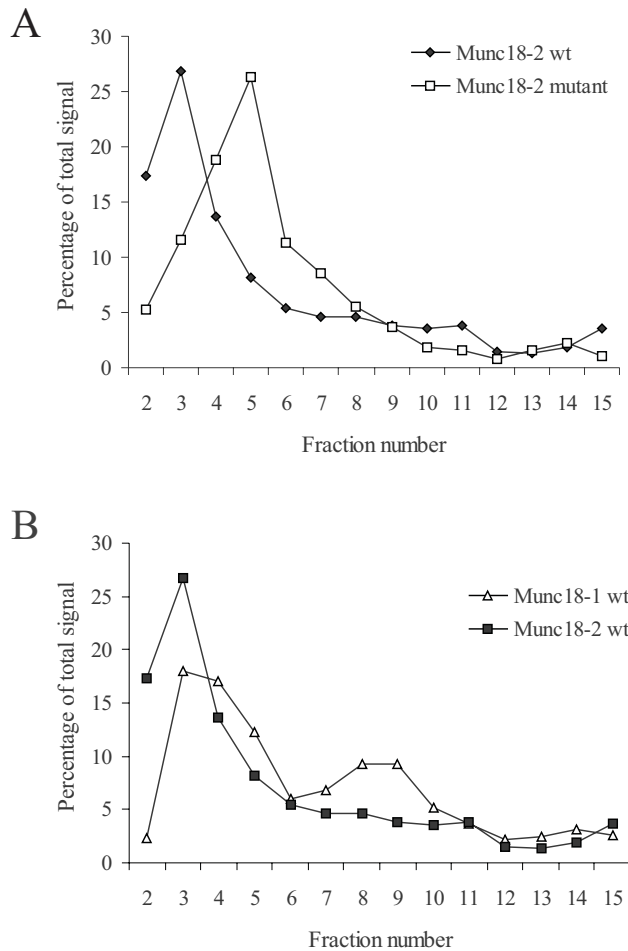 A
30
25
20
15
10
5
0
Percentage of total signal
Munc18-2 wt
Munc18-2 mutant
2 3 4 5 6 7 8 9 10 11 12 13 14 15
Fraction number
B
30
25
20
15
10
5
0
Percentage of total signal
Munc18-1 wt
Munc18-2 wt
2 3 4 5 6 7 8 9 10 11 12 13 14 15
Fraction number